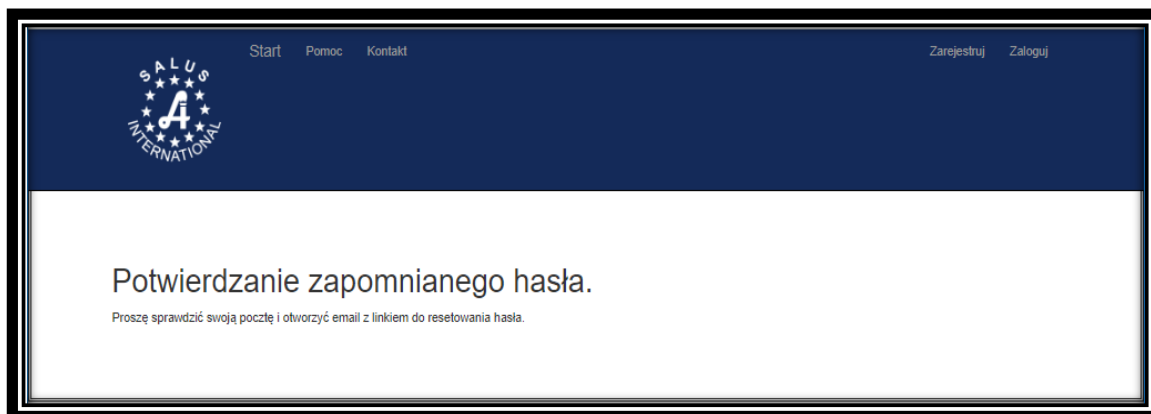 Start Pomoc Kontakt Zarejestruj Zaloguj
SALUS
INTERNATIONAL
Potwierdzanie zapomnianego hasła.
Proszę sprawdzić swoją pocztę i otworzyć email z linkiem do resetowania hasła.